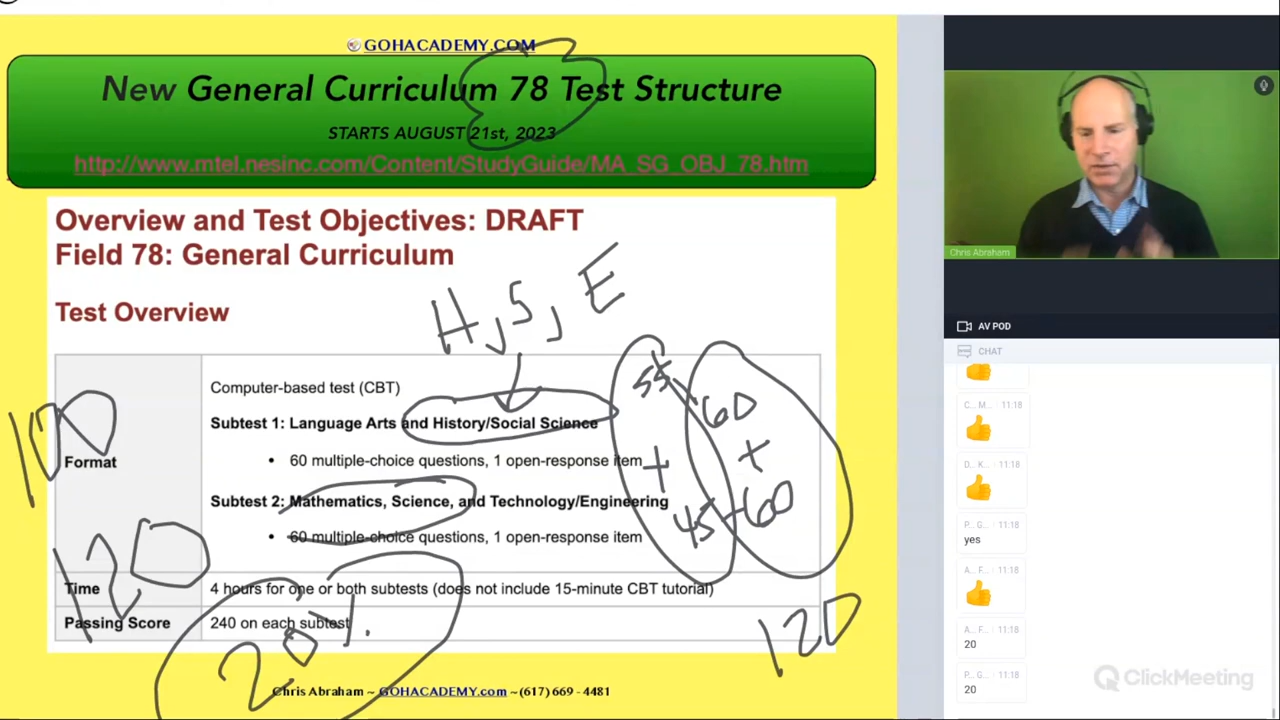 GOHACADEMY.COM
New General Curriculum 78 Test Structure
STARTS AUGUST 21st, 2023
http://www.mtel.nesinc.com/Content/StudyGuide/MA_SG_OBJ_78.htm
Overview and Test Objectives: DRAFT
Field 78: General Curriculum
Test Overview
H, S, E
Format
Computer-based test (CBT)
Subtest 1: Language Arts and History/Social Science
• 60 multiple-choice questions, 1 open-response item
Subtest 2: Mathematics, Science, and Technology/Engineering
• 60 multiple-choice questions, 1 open-response item
Time
4 hours for one or both subtests (does not include 15-minute CBT tutorial)
Passing Score
240 on each subtest
100
120
20%
55
+
45
60
+
60
120
Chris Abraham ~ GOHACADEMY.com ~ (617) 669 - 4481
Chris Abraham
AV POD
CHAT
C... M... 11:18
D... K... 11:18
P... G... 11:18
yes
A... F... 11:18
A... F... 11:18
20
P... G... 11:18
20
ClickMeeting